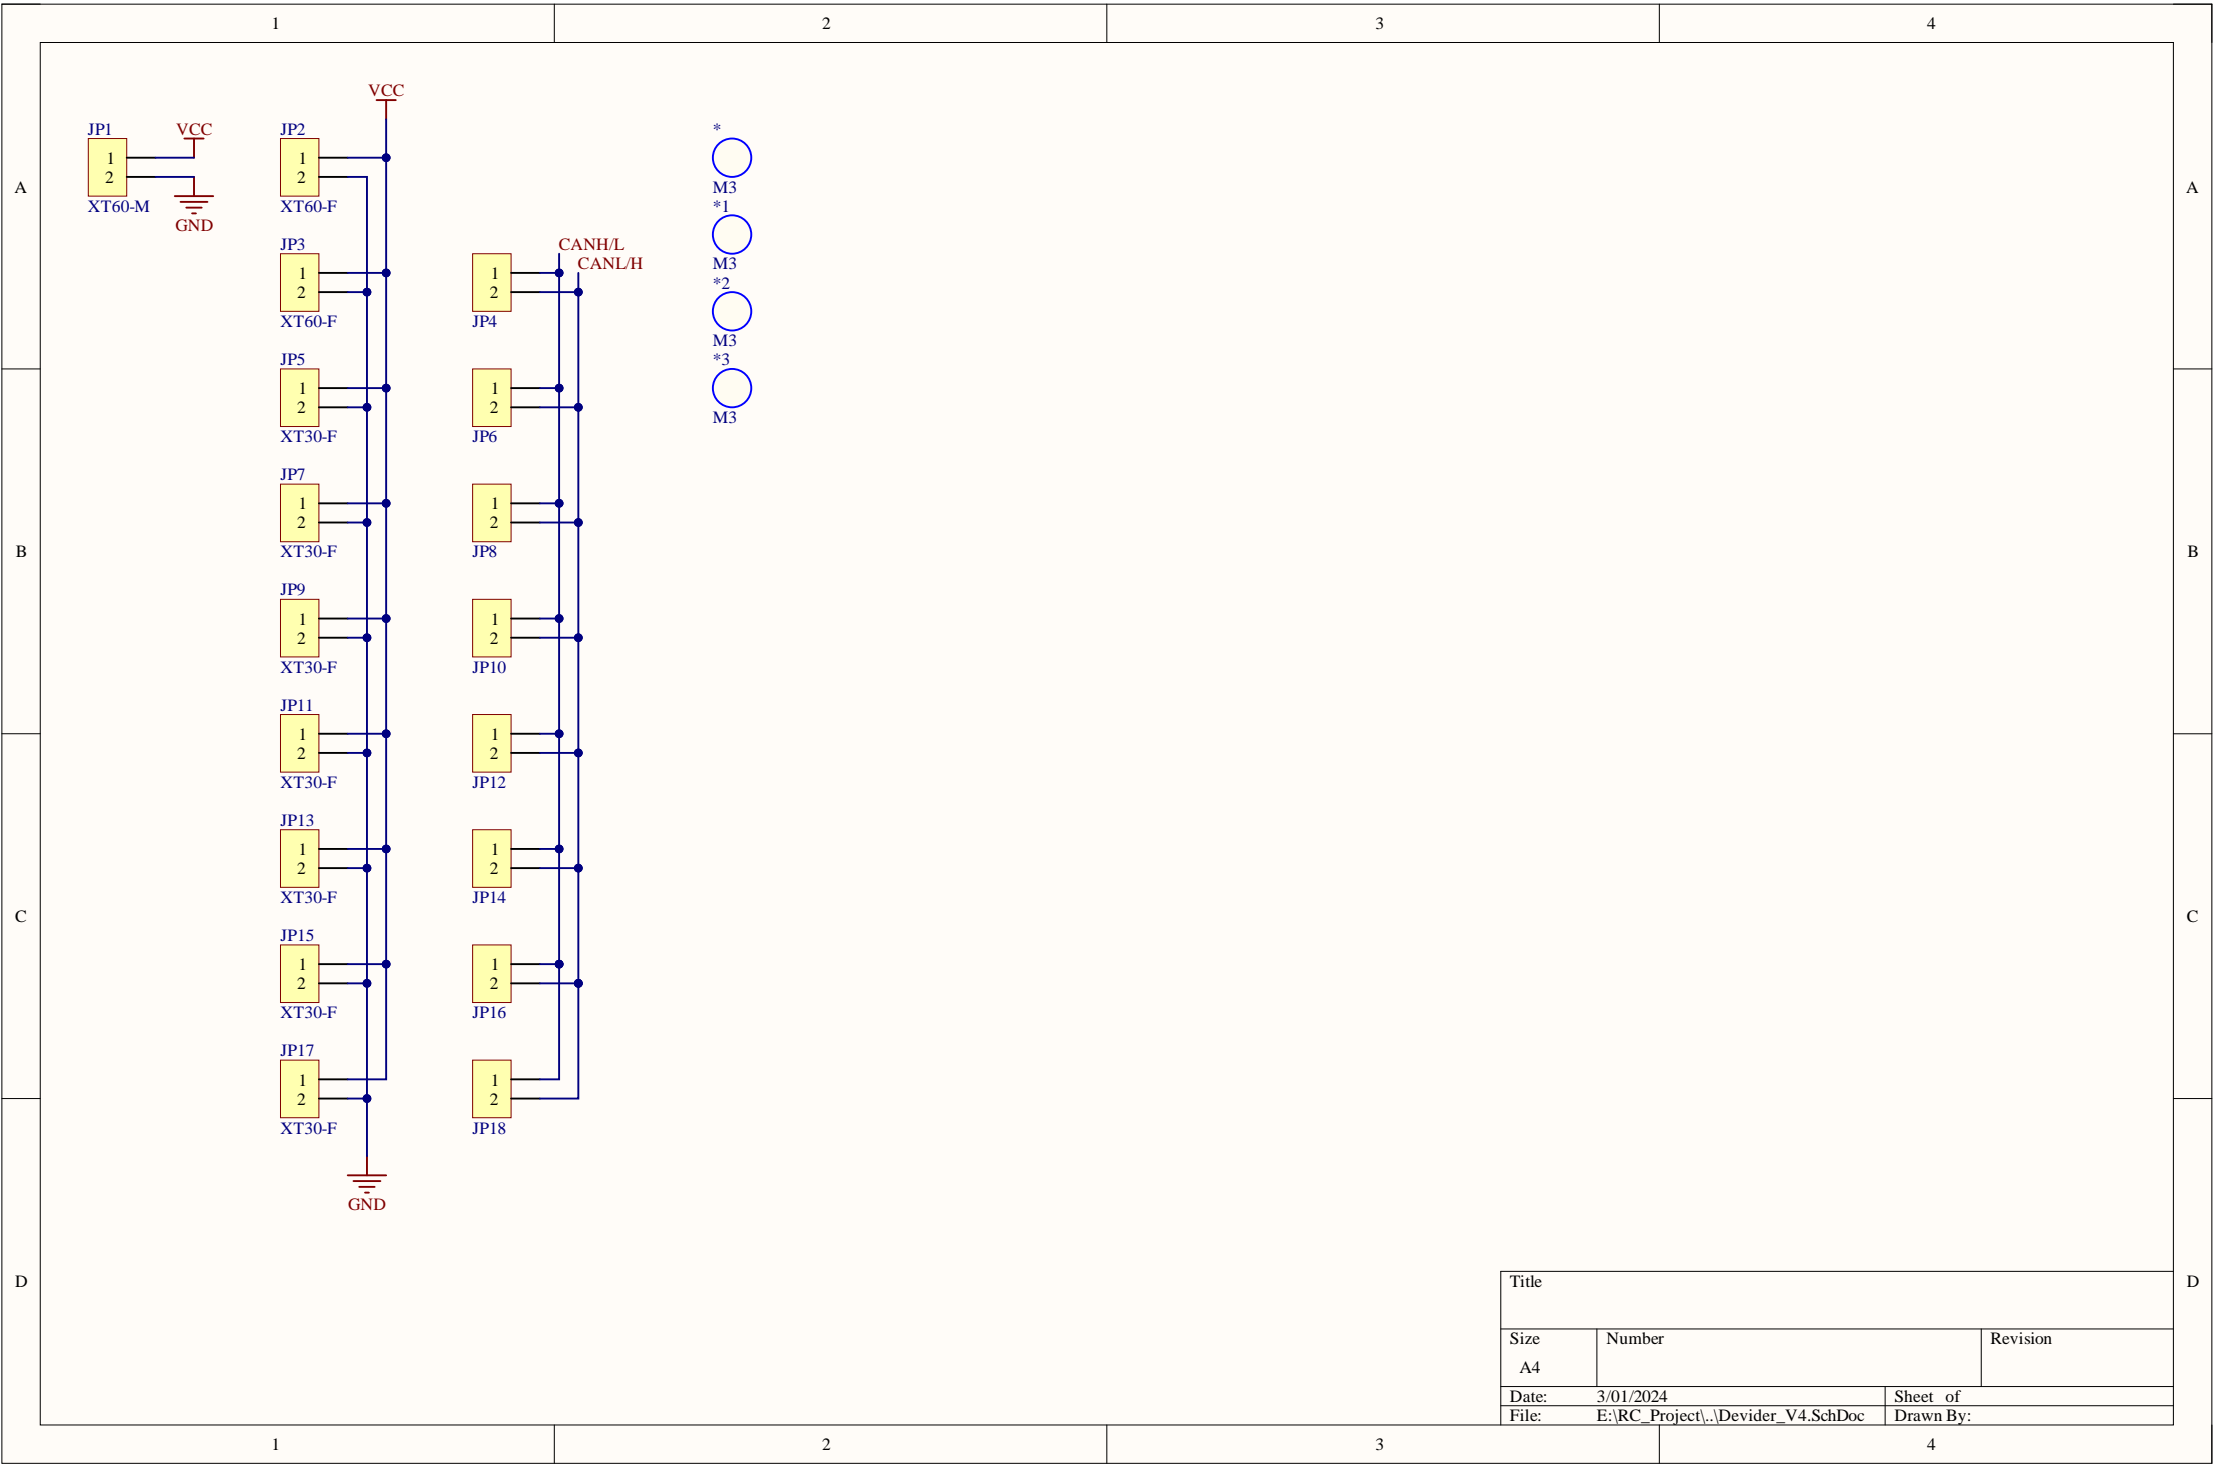 1 2 3 4
A
B
C
D
A
B
C
D
JP1
1
2
XT60-M
VCC
GND
VCC
JP2
1
2
XT60-F
JP3
1
2
XT60-F
JP5
1
2
XT30-F
JP7
1
2
XT30-F
JP9
1
2
XT30-F
JP11
1
2
XT30-F
JP13
1
2
XT30-F
JP15
1
2
XT30-F
JP17
1
2
XT30-F
GND
CANH/L
CANL/H
1
2
JP4
1
2
JP6
1
2
JP8
1
2
JP10
1
2
JP12
1
2
JP14
1
2
JP16
1
2
JP18
*
M3
*1
M3
*2
M3
*3
M3
Title
Size Number Revision
A4
Date: 3/01/2024 Sheet of
File: E:\RC_Project\..\Devider_V4.SchDoc Drawn By:
1 2 3 4